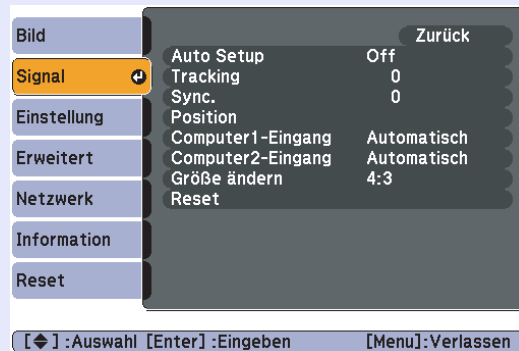 Bild
Signal
Einstellung
Erweitert
Netzwerk
Information
Reset
Zurück
Auto Setup Off
Tracking 0
Sync. 0
Position
Computer1-Eingang Automatisch
Computer2-Eingang Automatisch
Größe ändern 4:3
Reset
[◆] :Auswahl [Enter] :Eingeben [Menu]:Verlassen